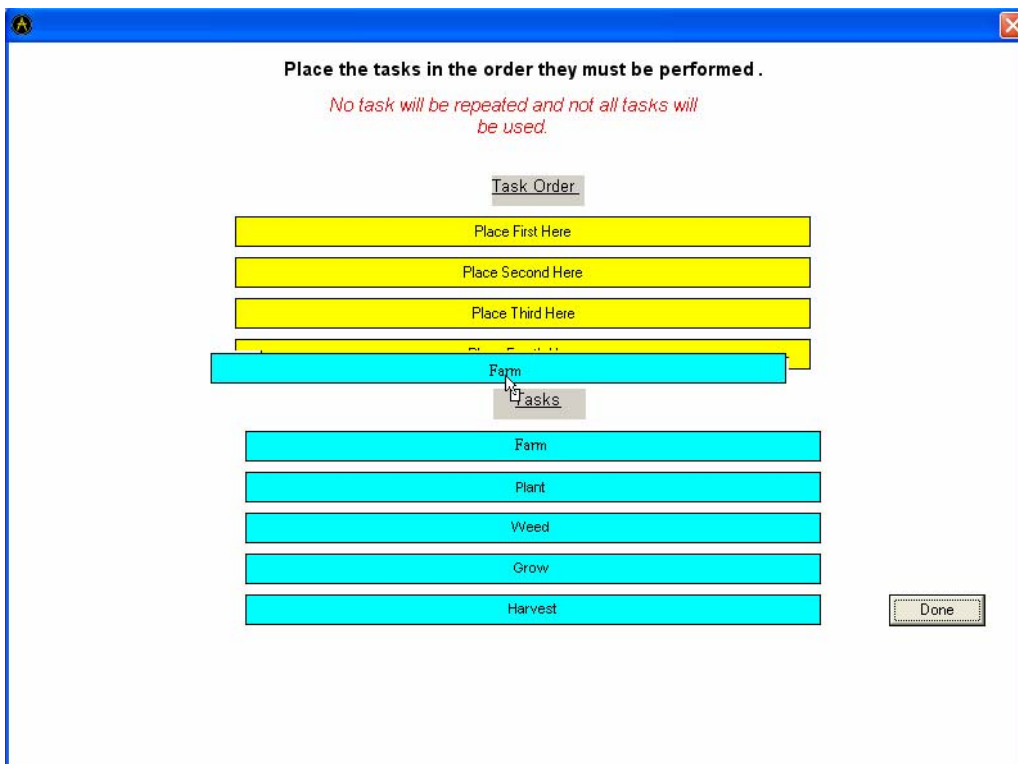 Place the tasks in the order they must be performed .
No task will be repeated and not all tasks will
be used.
Task Order
Place First Here
Place Second Here
Place Third Here
Farm
Tasks
Farm
Plant
Weed
Grow
Harvest
Done